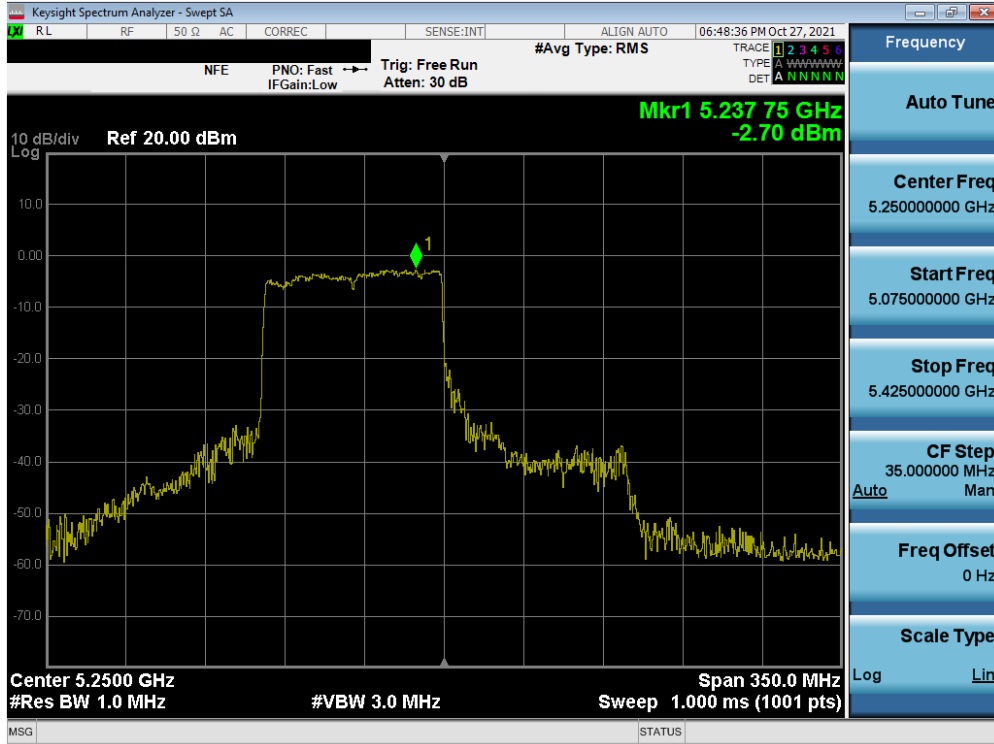 Keysight Spectrum Analyzer - Swept SA
LXI RL RF 50 Ω AC CORREC SENSE:INT ALIGN AUTO 06:48:36 PM Oct 27, 2021
#Avg Type: RMS TRACE 1 2 3 4 5 6
NFE PNO: Fast Trig: Free Run TYPE A WWWWW
IFGain:Low Atten: 30 dB DET A N N N N N
Mkr1 5.237 75 GHz
-2.70 dBm
10 dB/div Ref 20.00 dBm
Log
10.0
0.00
1
-10.0
-20.0
-30.0
-40.0
-50.0
-60.0
-70.0
Center 5.2500 GHz Span 350.0 MHz
#Res BW 1.0 MHz #VBW 3.0 MHz Sweep 1.000 ms (1001 pts)
MSG STATUS
Frequency
Auto Tune
Center Freq
5.250000000 GHz
Start Freq
5.075000000 GHz
Stop Freq
5.425000000 GHz
CF Step
35.000000 MHz
Auto Man
Freq Offset
0 Hz
Scale Type
Log Lin